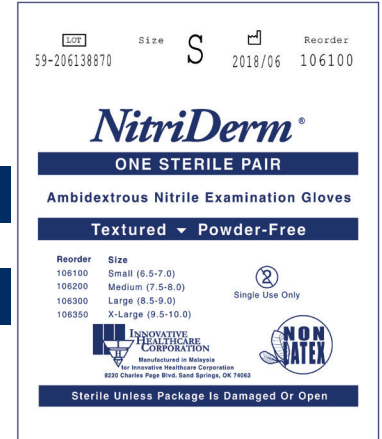 LOT Size S Reorder
59-206138870 2018/06 106100
NitriDerm®
ONE STERILE PAIR
Ambidextrous Nitrile Examination Gloves
Textured Powder-Free
Reorder Size
106100 Small (6.5-7.0)
106200 Medium (7.5-8.0)
106300 Large (8.5-9.0)
106350 X-Large (9.5-10.0)
2
Single Use Only
INNOVATIVE
HEALTHCARE
CORPORATION
IH
Manufactured in Malaysia
for Innovative Healthcare Corporation
8220 Charles Page Blvd. Sand Springs, OK 74063
NON
LATEX
Sterile Unless Package Is Damaged Or Open